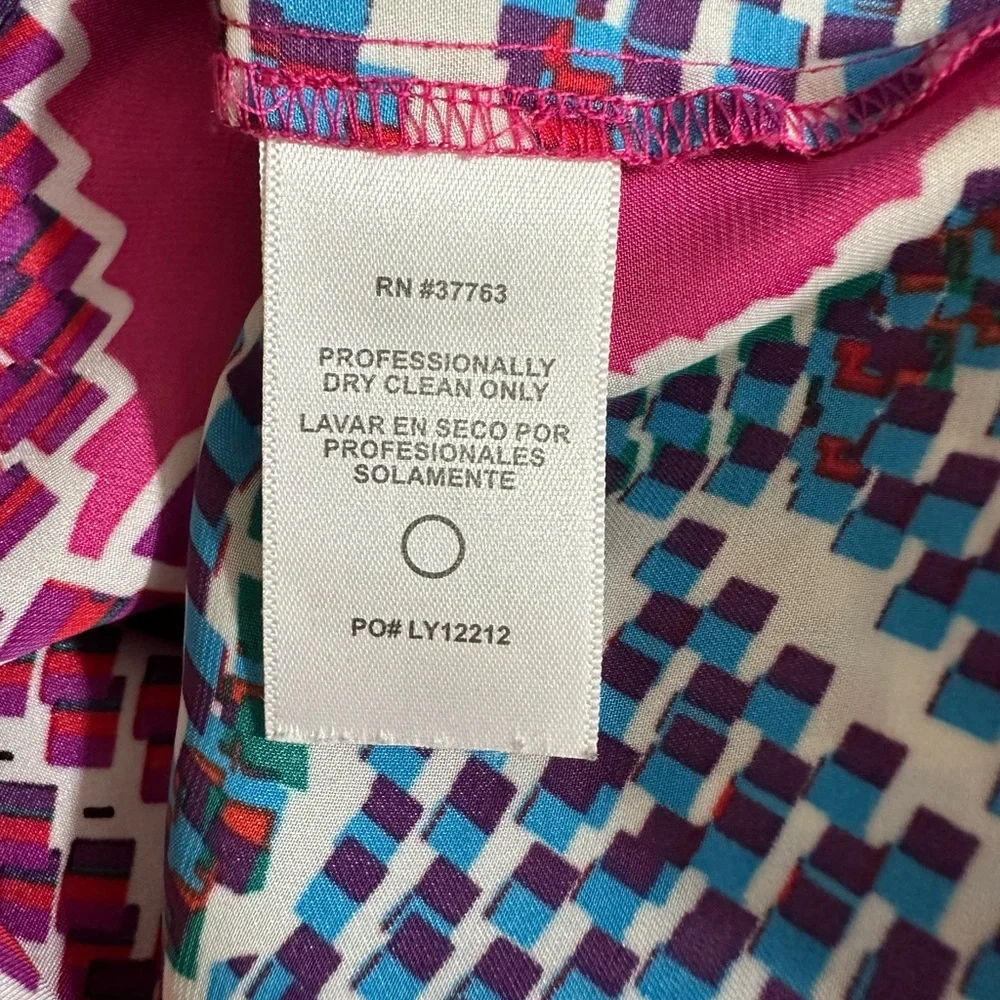 RN #37763
PROFESSIONALLY
DRY CLEAN ONLY
LAVAR EN SECO POR
PROFESIONALES
SOLAMENTE
PO# LY12212